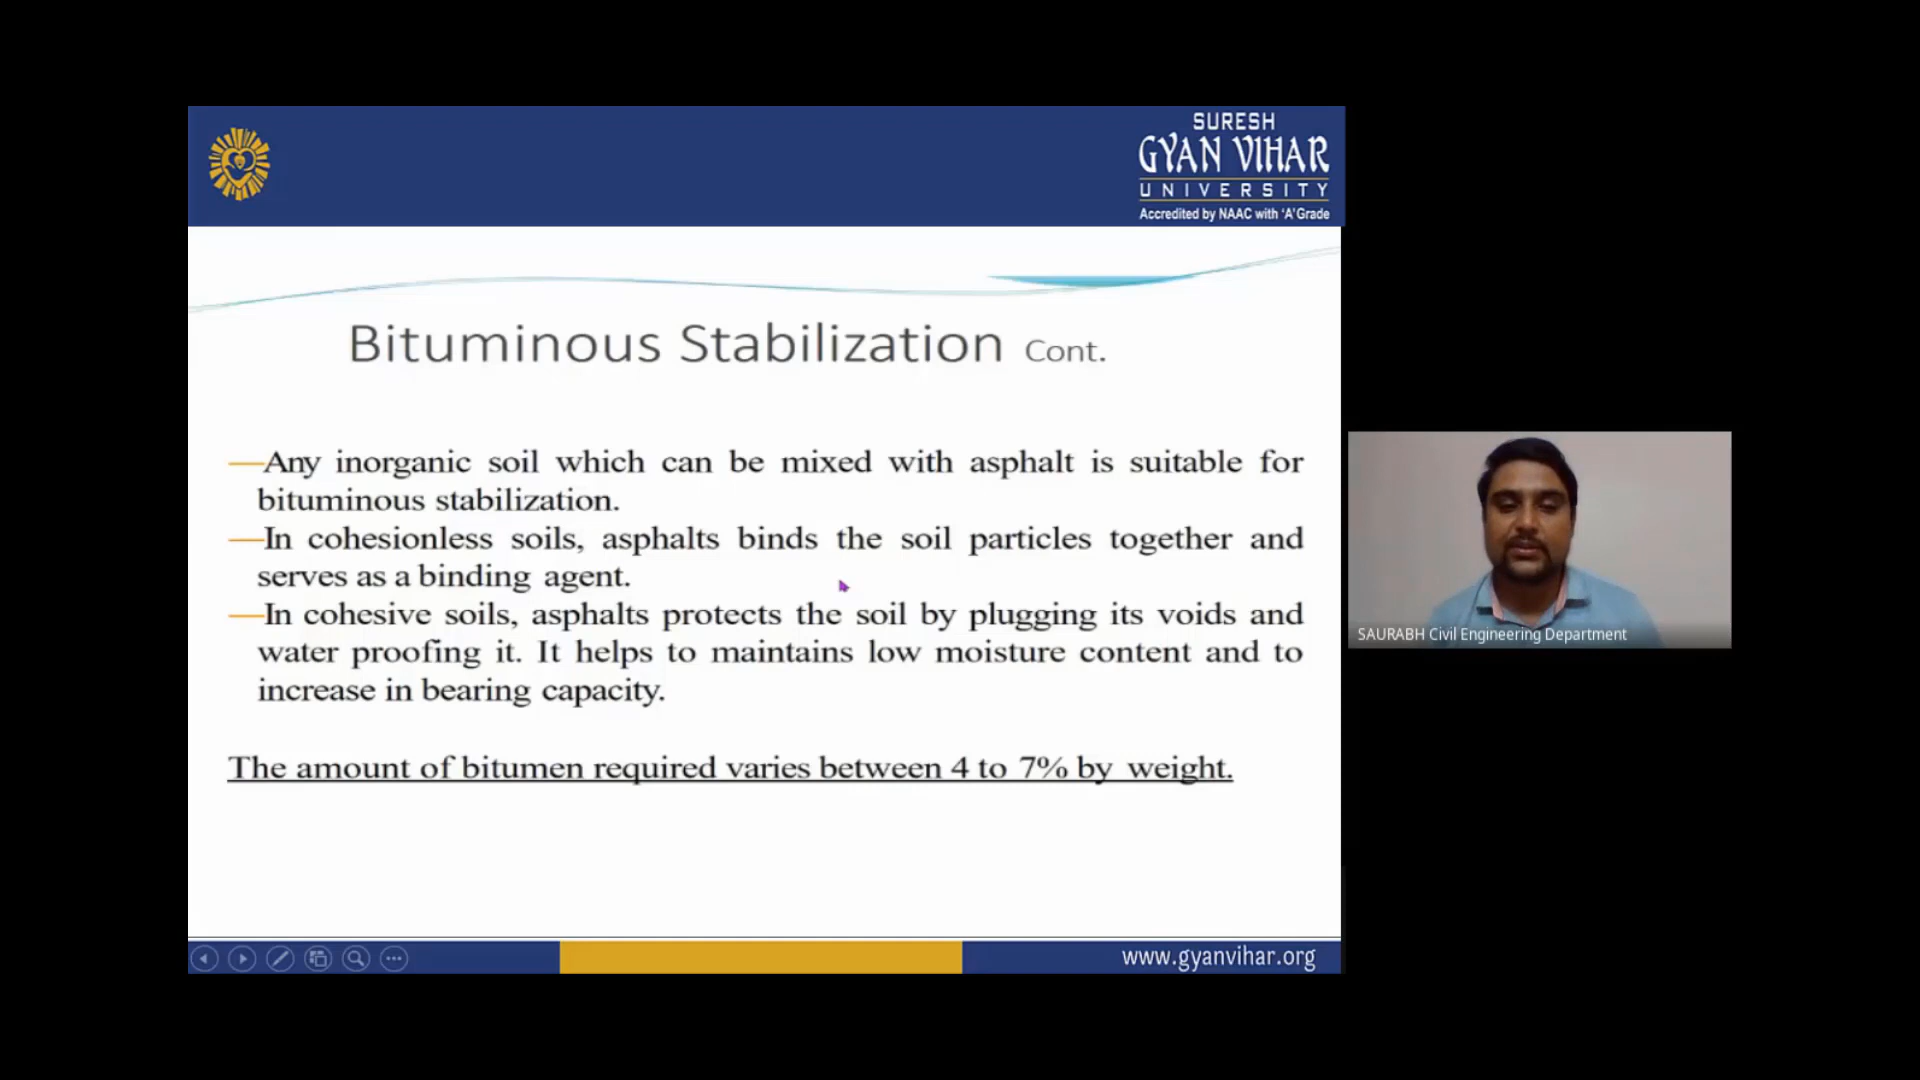 SURESH
GYAN VIHAR
UNIVERSITY
Accredited by NAAC with 'A' Grade
Bituminous Stabilization Cont.
—Any inorganic soil which can be mixed with asphalt is suitable for
bituminous stabilization.
—In cohesionless soils, asphalts binds the soil particles together and
serves as a binding agent.
—In cohesive soils, asphalts protects the soil by plugging its voids and
water proofing it. It helps to maintains low moisture content and to
increase in bearing capacity.
The amount of bitumen required varies between 4 to 7% by weight.
SAURABH Civil Engineering Department
www.gyanvihar.org